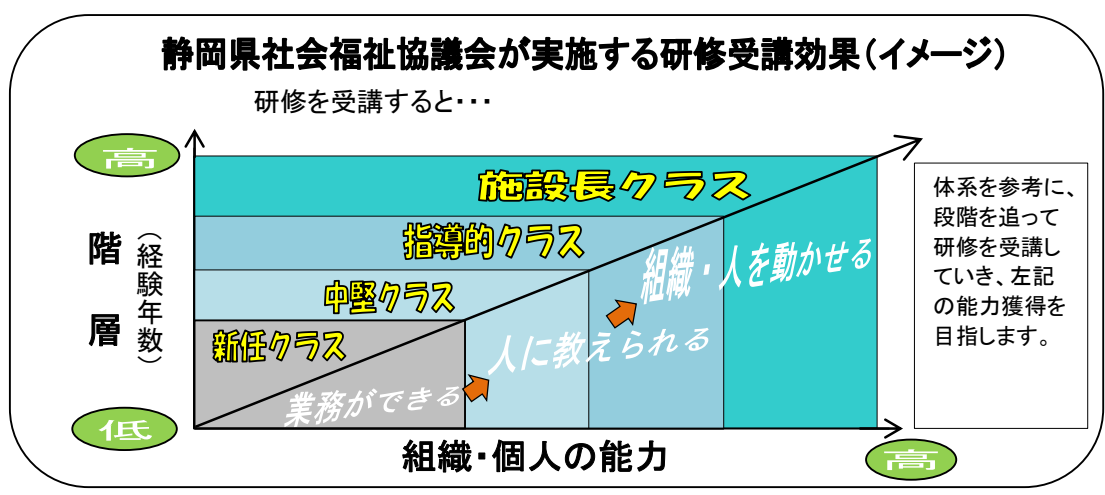 静岡県社会福祉協議会が実施する研修受講効果(イメージ)
研修を受講すると・・・
高
施設長クラス
指導的クラス
中堅クラス
新任クラス
階層
(経験年数)
組織・人を動かせる
人に教えられる
業務ができる
低
組織・個人の能力
高
体系を参考に、
段階を追って
研修を受講し
ていき、左記
の能力獲得を
目指します。